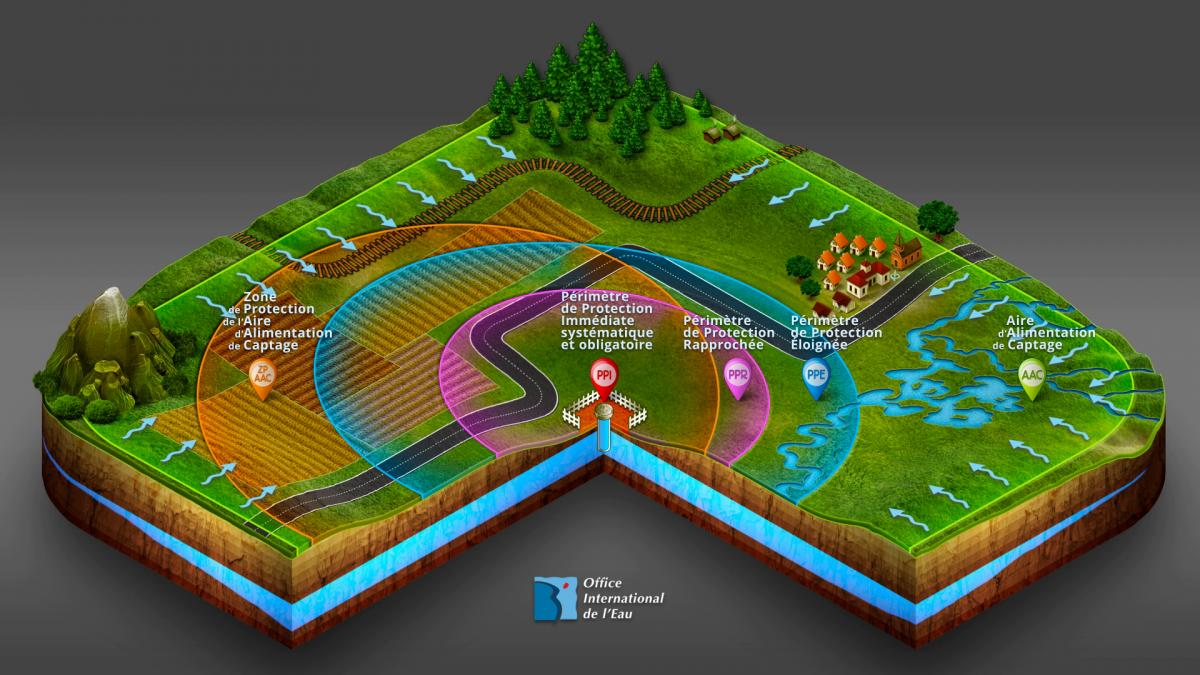 Zone
de Protection
de l'Aire
d'Alimentation
de Captage
ZP
AAC
Périmetre
de Protection
Immédiate
systématique
et obligatoire
PPI
Périmètre
de Protection
Rapprochée
PPR
Périmètre
de Protection
Éloignée
PPE
Aire
d'Alimentation
de Captage
AAC
Office
International
de l'Eau